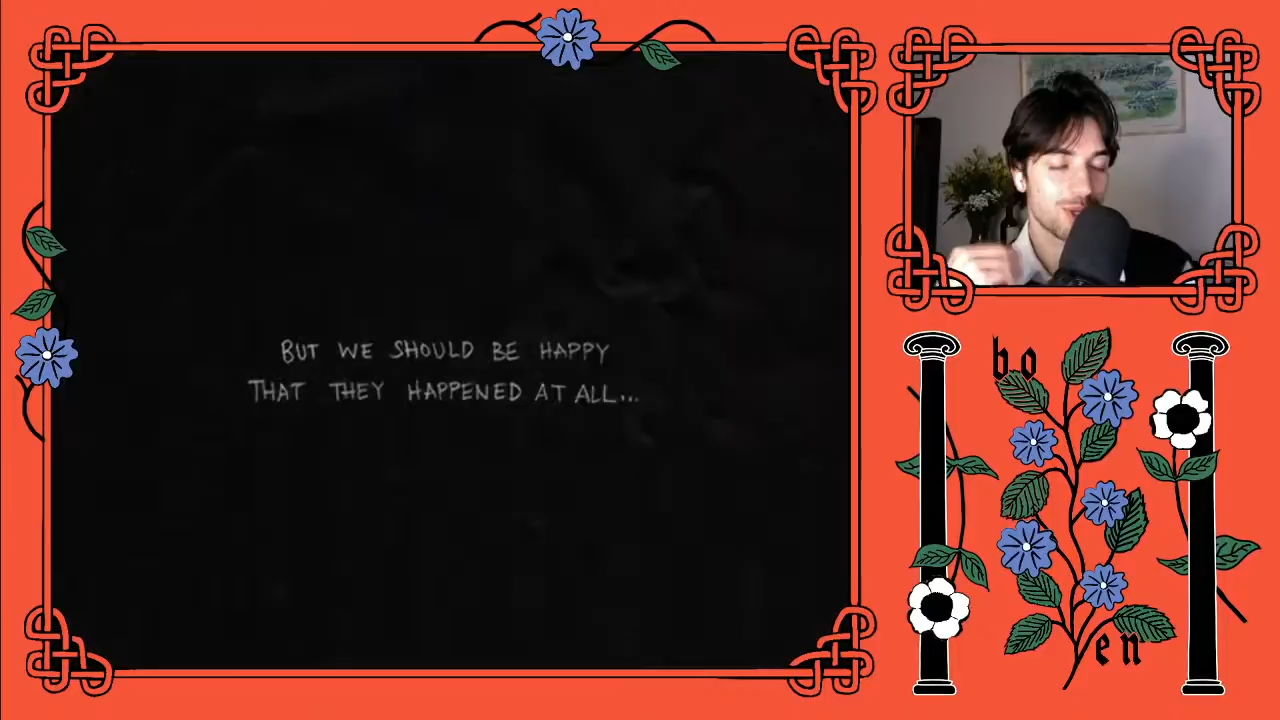 BUT WE SHOULD BE HAPPY
THAT THEY HAPPENED AT ALL...
bo
en